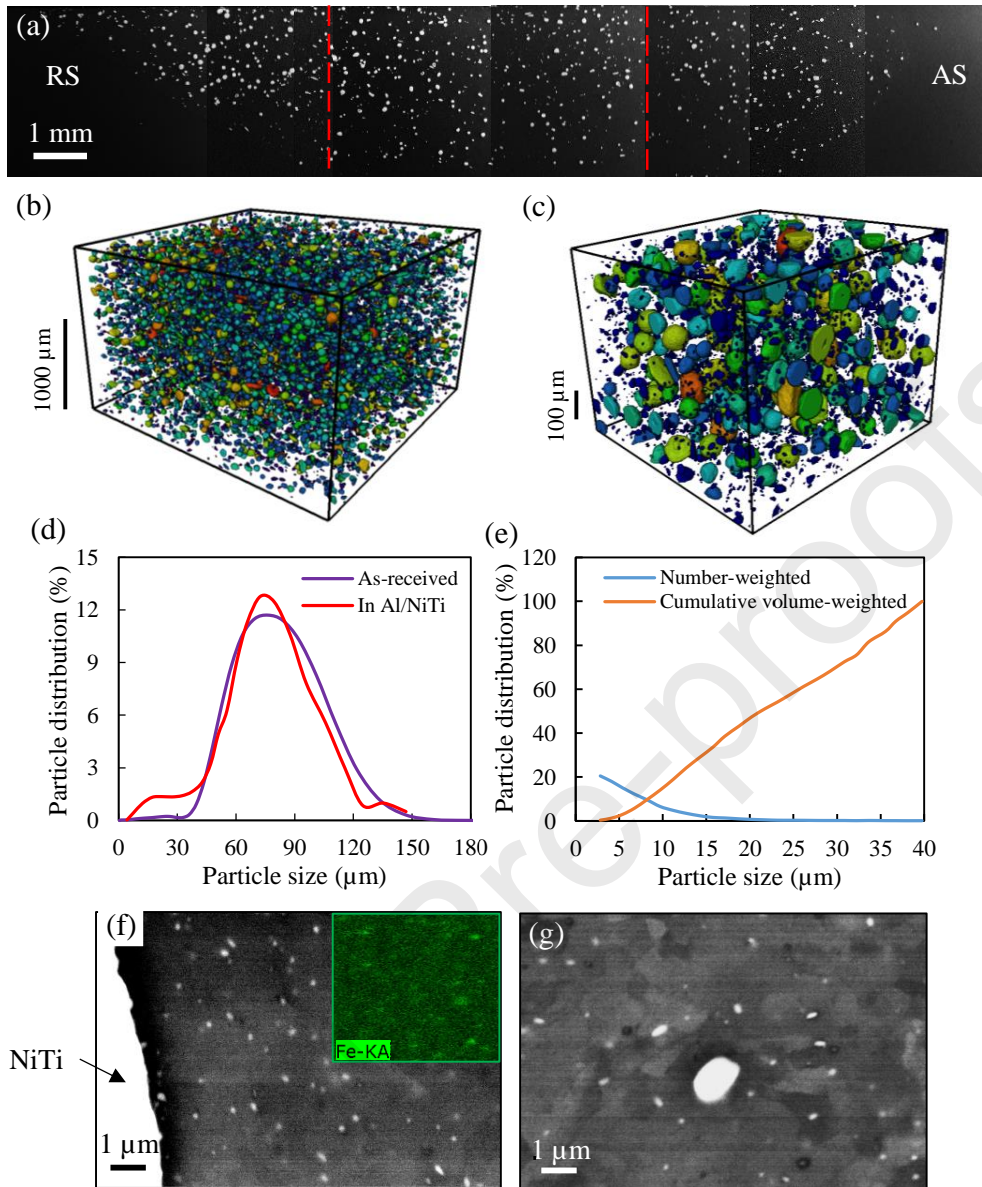 (a)
RS
AS
1 mm
(b)
(c)
1000 µm
100 µm
(d)
(e)
15
12
9
6
3
0
Particle distribution (%)
As-received
In Al/NiTi
0 30 60 90 120 150 180
Particle size (µm)
120
100
80
60
40
20
0
Particle distribution (%)
Number-weighted
Cumulative volume-weighted
0 5 10 15 20 25 30 35 40
Particle size (µm)
Pre-proofs
(f)
Fe-KA
NiTi
1 µm
(g)
1 µm